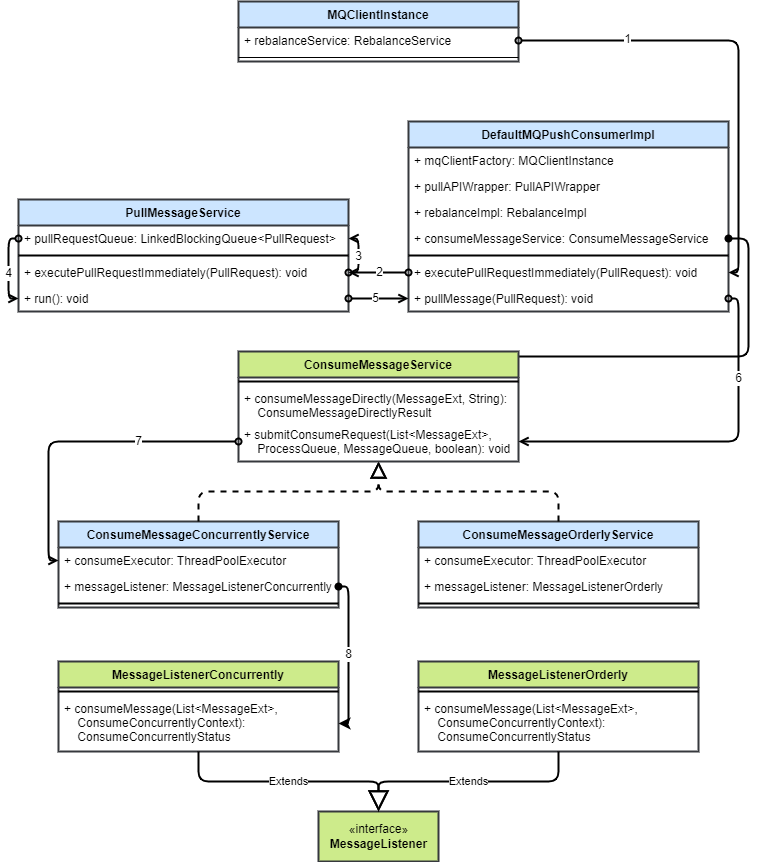 MQClientInstance
+ rebalanceService: RebalanceService
1
DefaultMQPushConsumerImpl
+ mqClientFactory: MQClientInstance
+ pullAPIWrapper: PullAPIWrapper
+ rebalanceImpl: RebalanceImpl
+ consumeMessageService: ConsumeMessageService
+ executePullRequestImmediately(PullRequest): void
+ pullMessage(PullRequest): void
PullMessageService
+ pullRequestQueue: LinkedBlockingQueue<PullRequest>
+ executePullRequestImmediately(PullRequest): void
+ run(): void
3
4
2
5
6
ConsumeMessageService
+ consumeMessageDirectly(MessageExt, String):
ConsumeMessageDirectlyResult
+ submitConsumeRequest(List<MessageExt>,
ProcessQueue, MessageQueue, boolean): void
7
ConsumeMessageConcurrentlyService
+ consumeExecutor: ThreadPoolExecutor
+ messageListener: MessageListenerConcurrently
ConsumeMessageOrderlyService
+ consumeExecutor: ThreadPoolExecutor
+ messageListener: MessageListenerOrderly
8
MessageListenerConcurrently
+ consumeMessage(List<MessageExt>,
ConsumeConcurrentlyContext):
ConsumeConcurrentlyStatus
MessageListenerOrderly
+ consumeMessage(List<MessageExt>,
ConsumeConcurrentlyContext):
ConsumeConcurrentlyStatus
Extends
Extends
«interface»
MessageListener